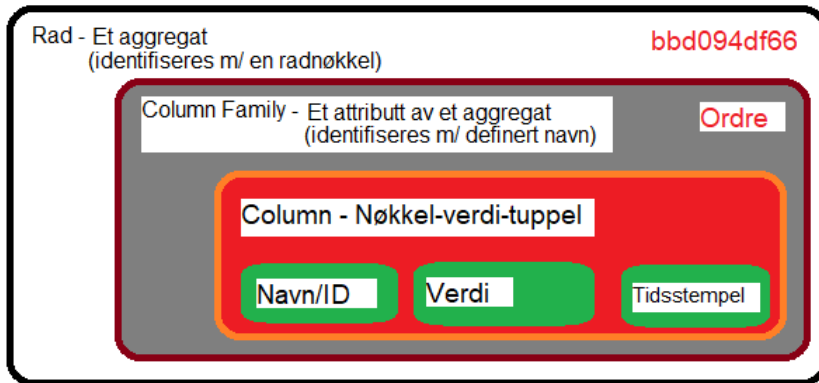 Rad - Et aggregat
(identifiseres m/ en radnøkkel)
bbd094df66
Column Family - Et attributt av et aggregat
(identifiseres m/ definert navn)
Ordre
Column - Nøkkel-verdi-tuppel
Navn/ID
Verdi
Tidsstempel